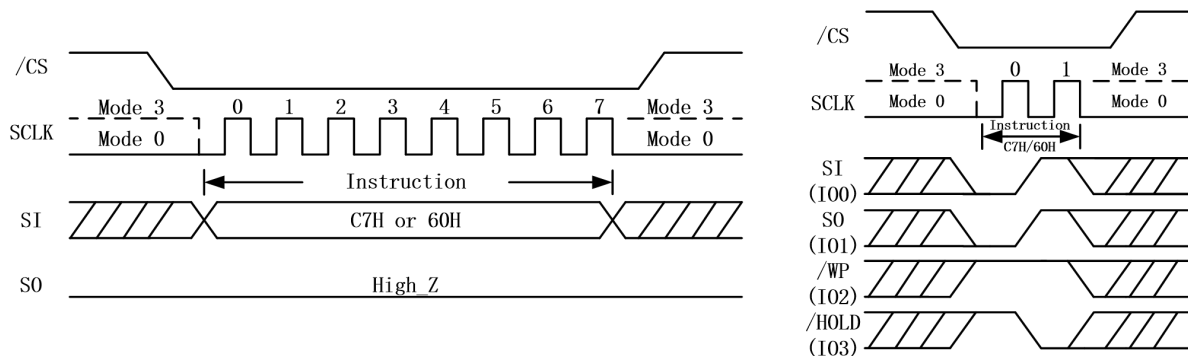 /CS
Mode 3 0 1 2 3 4 5 6 7 Mode 3
SCLK
Mode 0 Mode 0
Instruction
SI C7H or 60H
SO High_Z
/CS
Mode 3 0 1 Mode 3
SCLK Mode 0 Mode 0
Instruction
C7H/60H
SI
(IO0)
SO
(IO1)
/WP
(IO2)
/HOLD
(IO3)